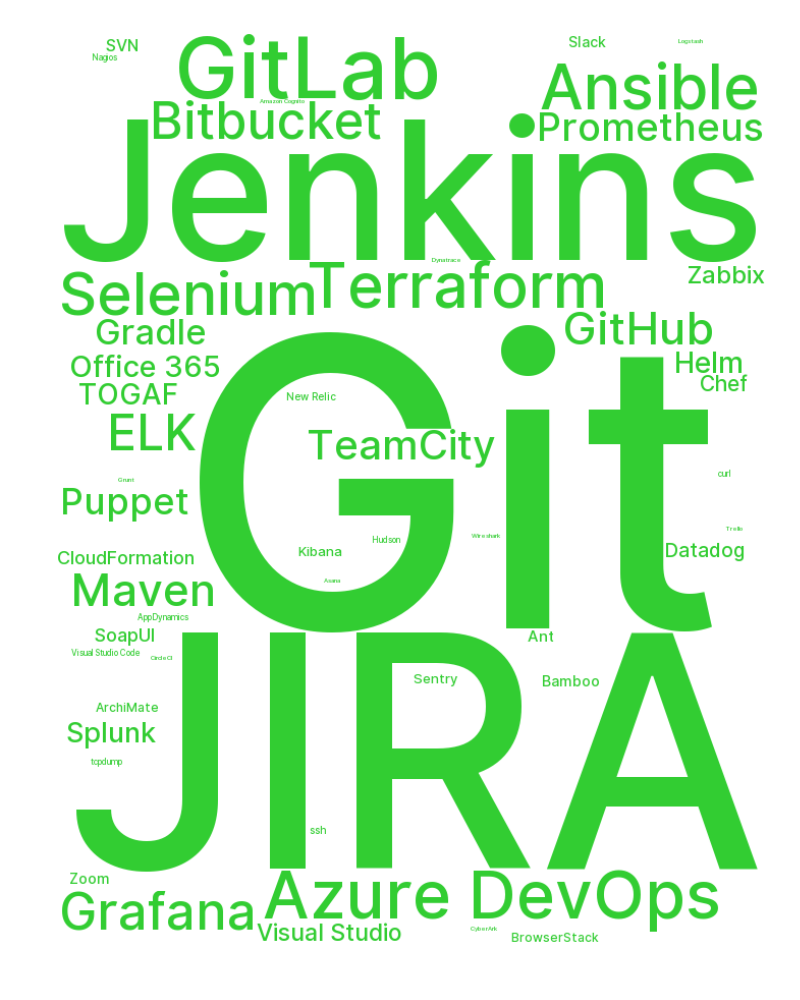 SVN
Nagios
GitLab
Slack
Logstash
Amazon Cognito
Ansible
Bitbucket
Prometheus
Jenkins
Dynatrace
Selenium
Terraform
Zabbix
Gradle
GitHub
Office 365
Helm
TOGAF
Chef
New Relic
ELK
TeamCity
Git
curl
Grunt
Puppet
Trello
Wireshark
Hudson
Kibana
Datadog
CloudFormation
Asana
Maven
AppDynamics
SoapUI
Ant
Visual Studio Code
CircleCI
JIRA
Sentry
Bamboo
ArchiMate
Splunk
tcpdump
ssh
Zoom
Grafana
Azure DevOps
Visual Studio
CyberArk
BrowserStack